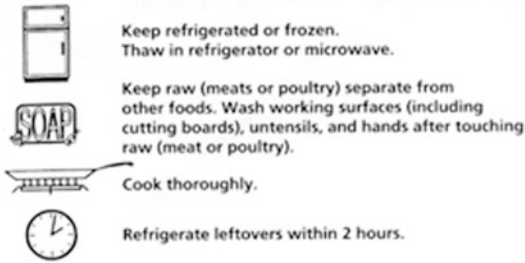 Keep refrigerated or frozen.
Thaw in refrigerator or microwave.
Keep raw (meats or poultry) separate from
other foods. Wash working surfaces (including
cutting boards), untensils, and hands after touching
raw (meat or poultry).
SOAP
Cook thoroughly.
Refrigerate leftovers within 2 hours.